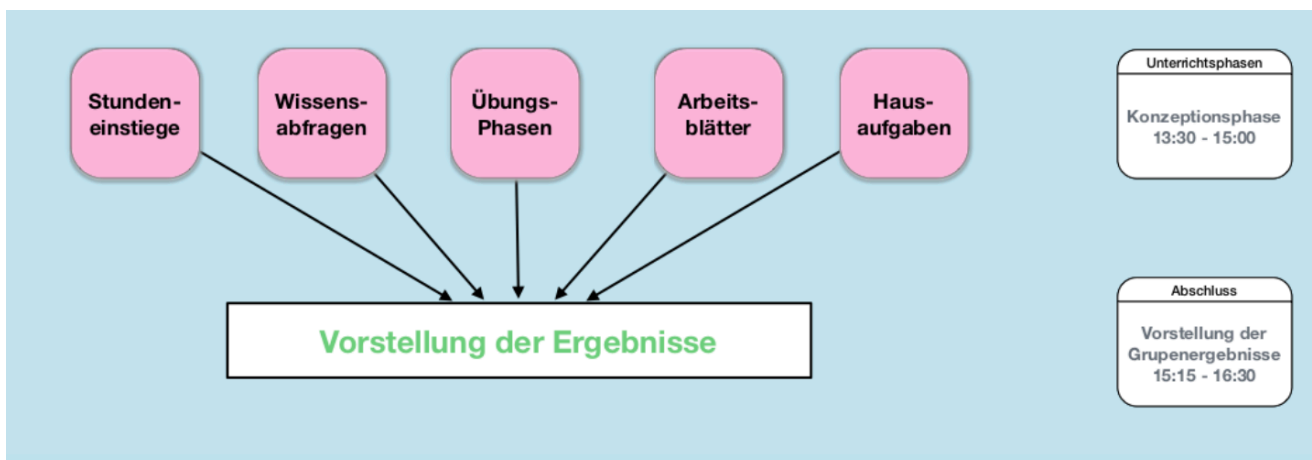 Stunden-
einstiege
Wissens-
abfragen
Übungs-
Phasen
Arbeits-
blätter
Haus-
aufgaben
Unterrichtsphasen
Konzeptionsphase
13:30 - 15:00
Vorstellung der Ergebnisse
Abschluss
Vorstellung der
Grupenergebnisse
15:15 - 16:30